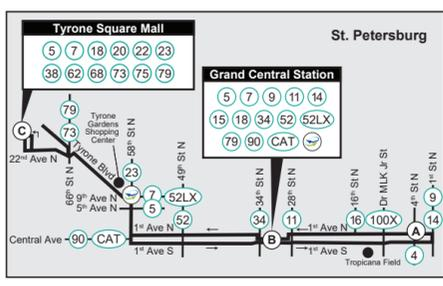 Tyrone Square Mall
5 7 18 20 22 23
38 62 68 73 75 79
St. Petersburg
Grand Central Station
5 7 9 11 14
15 18 34 52 52LX
79 90 CAT
79
73
Tyrone
Gardens
Shopping
Center
58th St N
C
22nd Ave N
66th St N
Tyrone Blvd
23
49th St N
7 52LX
9th Ave N
5th Ave N
5
52
34th St N
28th St N
16th St N
Dr MLK Jr St
4th St N
1st St N
9
14
34
11
16
100X
A
4
Central Ave
90 CAT
1st Ave N
1st Ave N
B
1st Ave S
1st Ave S
Tropicana Field